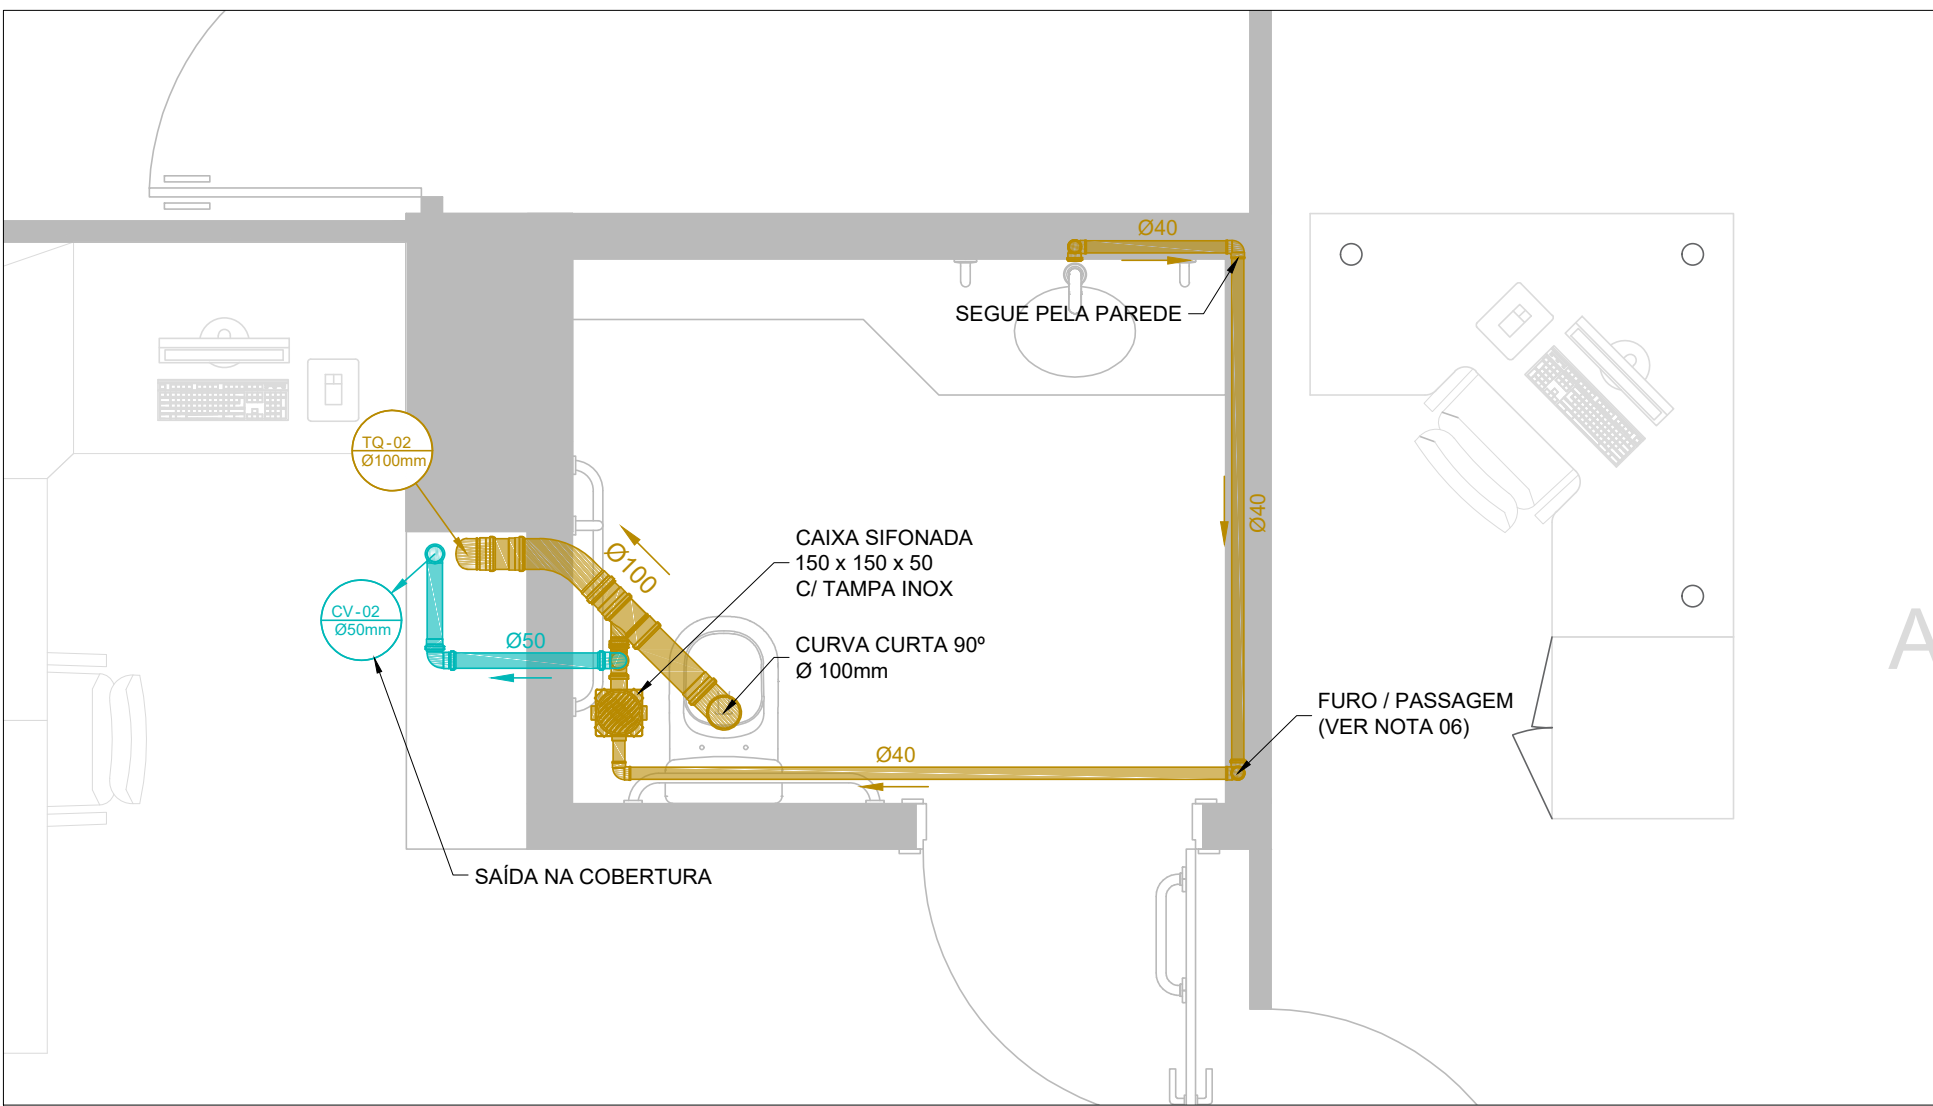 Ø40
SEGUE PELA PAREDE
TQ-02
Ø100mm
Ø40
CAIXA SIFONADA
150 x 150 x 50
C/ TAMPA INOX
Ø100
CV-02
Ø50mm
Ø50
CURVA CURTA 90º
Ø 100mm
A
FURO / PASSAGEM
(VER NOTA 06)
Ø40
SAÍDA NA COBERTURA